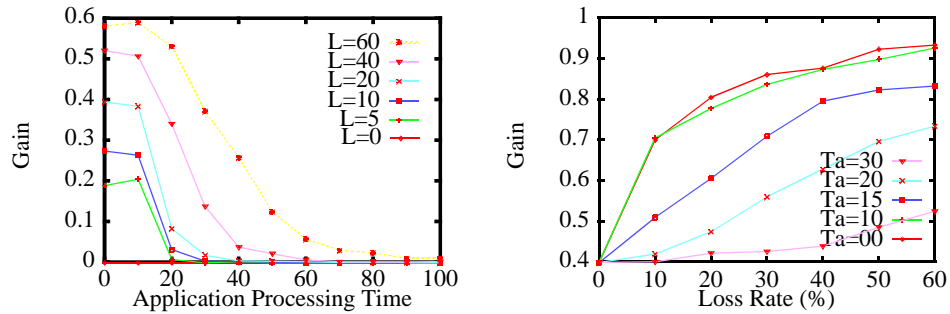 0.6
0.5
0.4
0.3
0.2
0.1
0
Gain
L=60
L=40
L=20
L=10
L=5
L=0
0 20 40 60 80 100
Application Processing Time
1
0.9
0.8
0.7
0.6
0.5
0.4
Gain
Ta=30
Ta=20
Ta=15
Ta=10
Ta=00
0 10 20 30 40 50 60
Loss Rate (%)